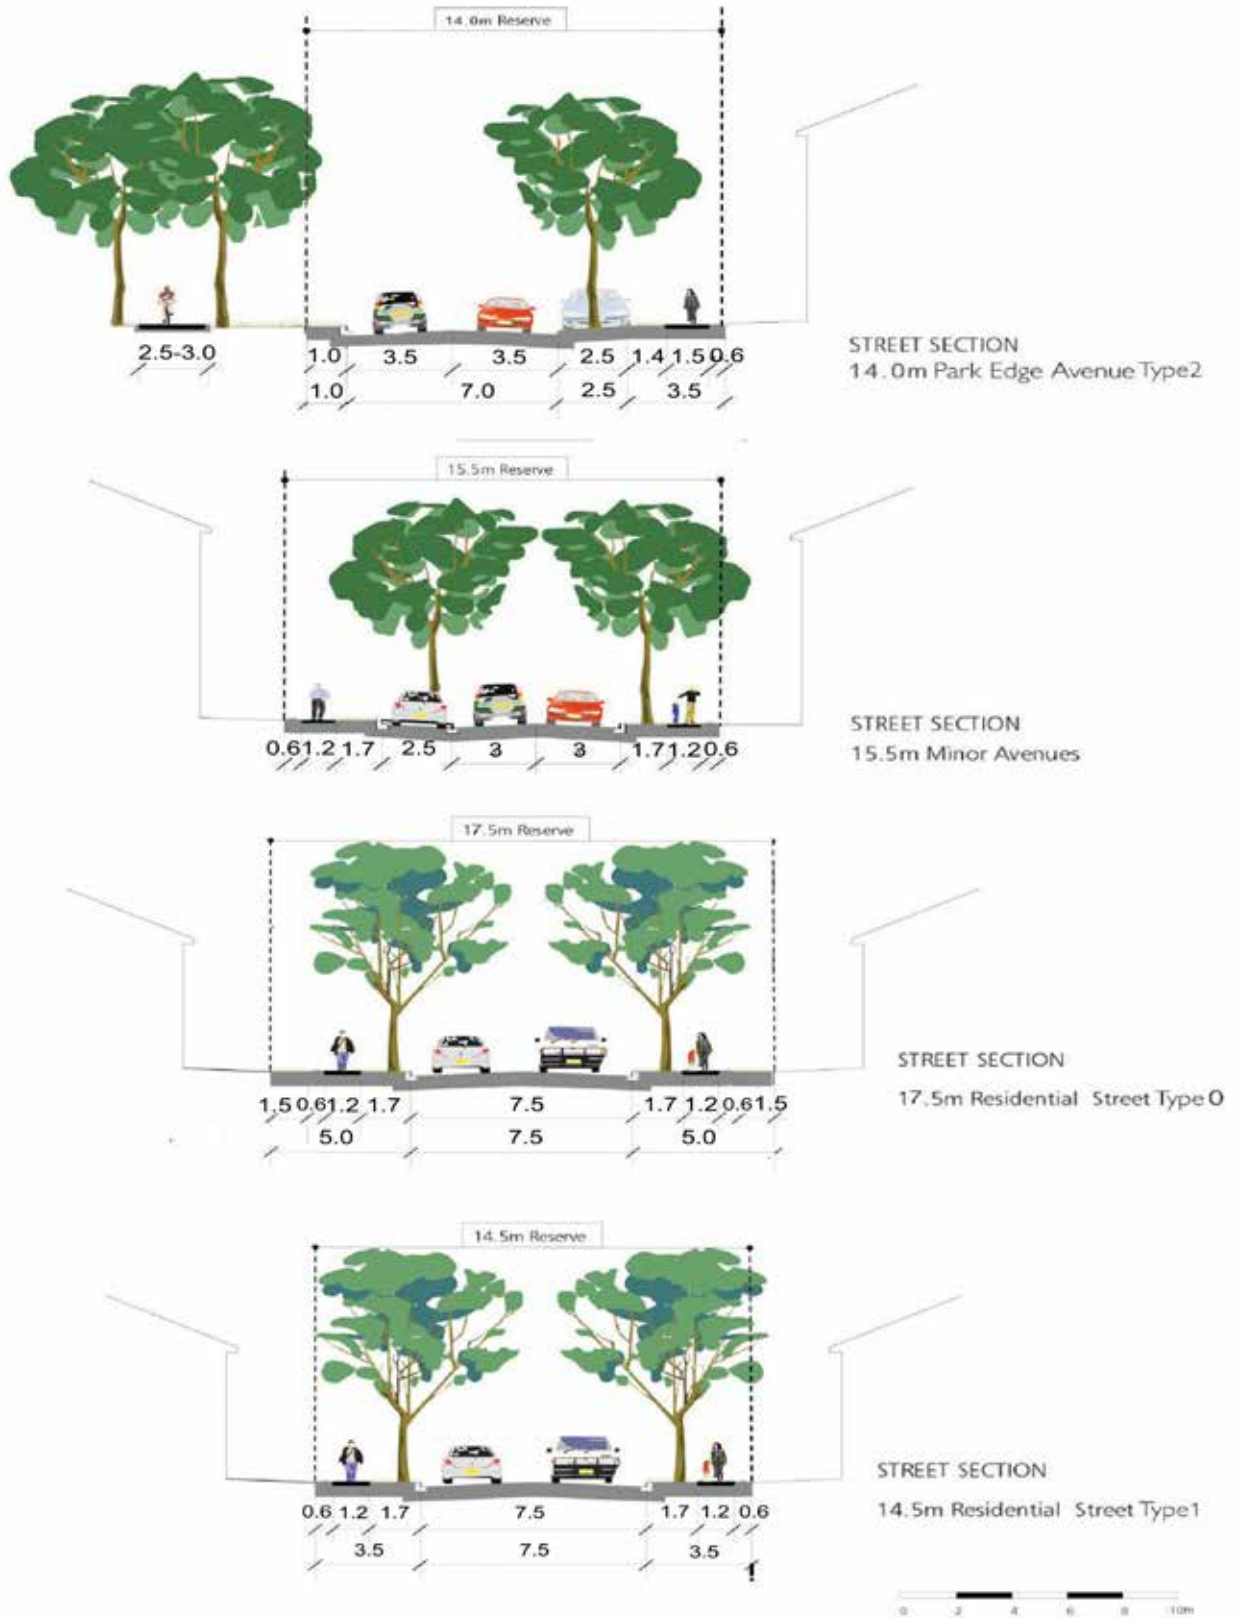 14.0m Reserve
2.5-3.0
1.0 3.5 3.5 2.5 1.4 1.5 0.6
1.0 7.0 2.5 3.5
STREET SECTION
14.0m Park Edge Avenue Type2
15.5m Reserve
0.6 1.2 1.7 2.5 3 3 1.7 1.2 0.6
STREET SECTION
15.5m Minor Avenues
17.5m Reserve
1.5 0.6 1.2 1.7 7.5 1.7 1.2 0.6 1.5
5.0 7.5 5.0
STREET SECTION
17.5m Residential Street Type O
14.5m Reserve
0.6 1.2 1.7 7.5 1.7 1.2 0.6
3.5 7.5 3.5
STREET SECTION
14.5m Residential Street Type1
0 2 4 6 8 10m